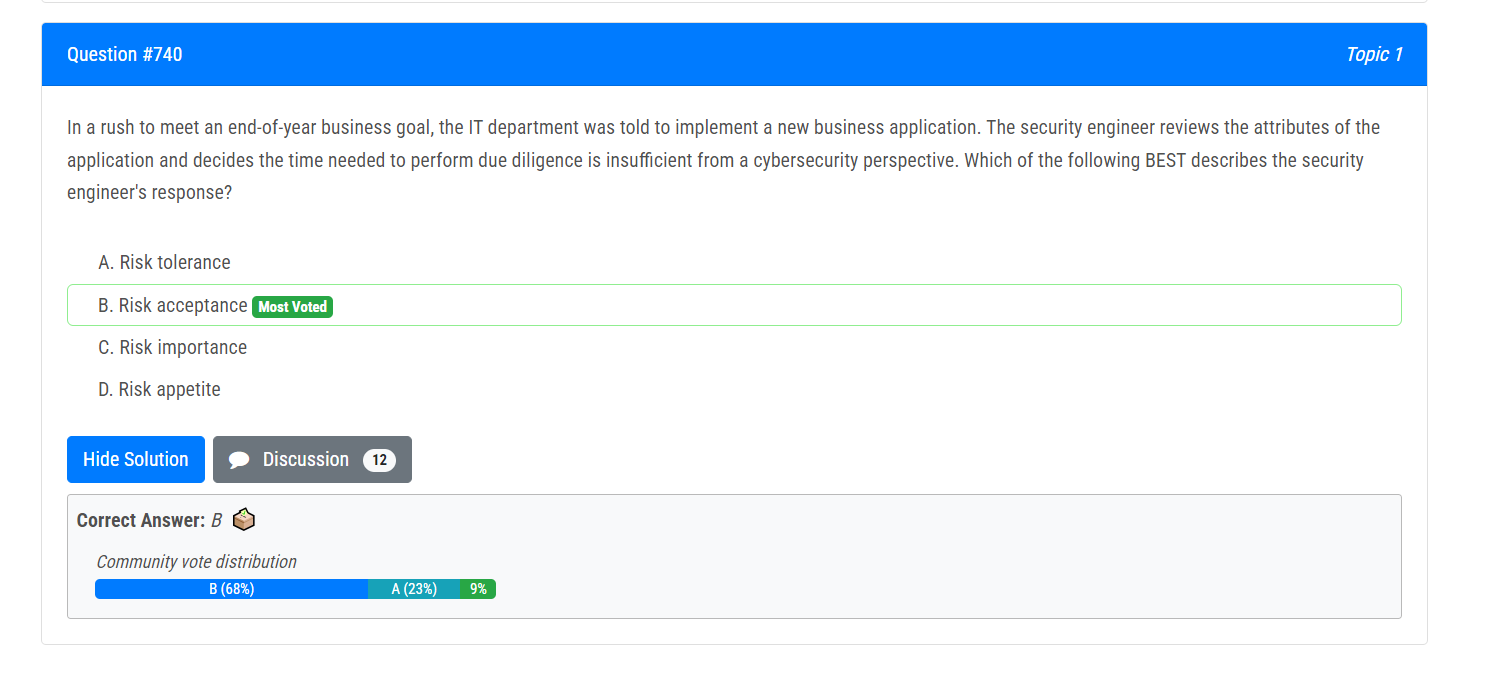 Question #740
Topic 1
In a rush to meet an end-of-year business goal, the IT department was told to implement a new business application. The security engineer reviews the attributes of the
application and decides the time needed to perform due diligence is insufficient from a cybersecurity perspective. Which of the following BEST describes the security
engineer's response?
A. Risk tolerance
B. Risk acceptance Most Voted
C. Risk importance
D. Risk appetite
Hide Solution
Discussion 12
Correct Answer: B
Community vote distribution
B (68%) A (23%) 9%